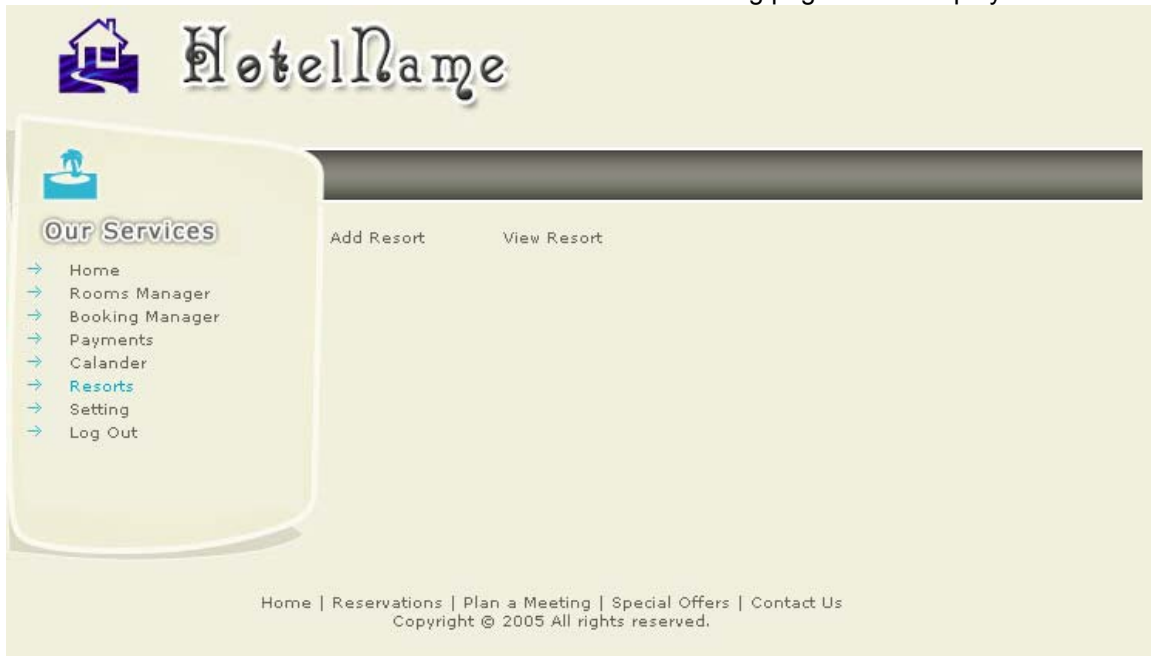 HotelName
Our Services
Add Resort View Resort
Home
Rooms Manager
Booking Manager
Payments
Calander
Resorts
Setting
Log Out
Home | Reservations | Plan a Meeting | Special Offers | Contact Us
Copyright © 2005 All rights reserved.